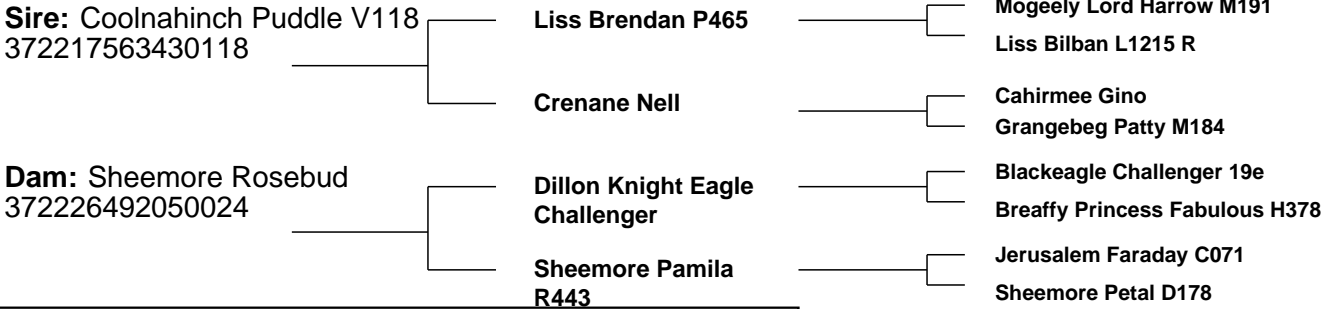 Sire: Coolnahinch Puddle V118
372217563430118
Liss Brendan P465
Mogeely Lord Harrow M191
Liss Bilban L1215 R
Crenane Nell
Cahirmee Gino
Grangebeg Patty M184
Dam: Sheemore Rosebud
372226492050024
Dillon Knight Eagle
Challenger
Blackeagle Challenger 19e
Breaffy Princess Fabulous H378
Sheemore Pamila
R443
Jerusalem Faraday C071
Sheemore Petal D178